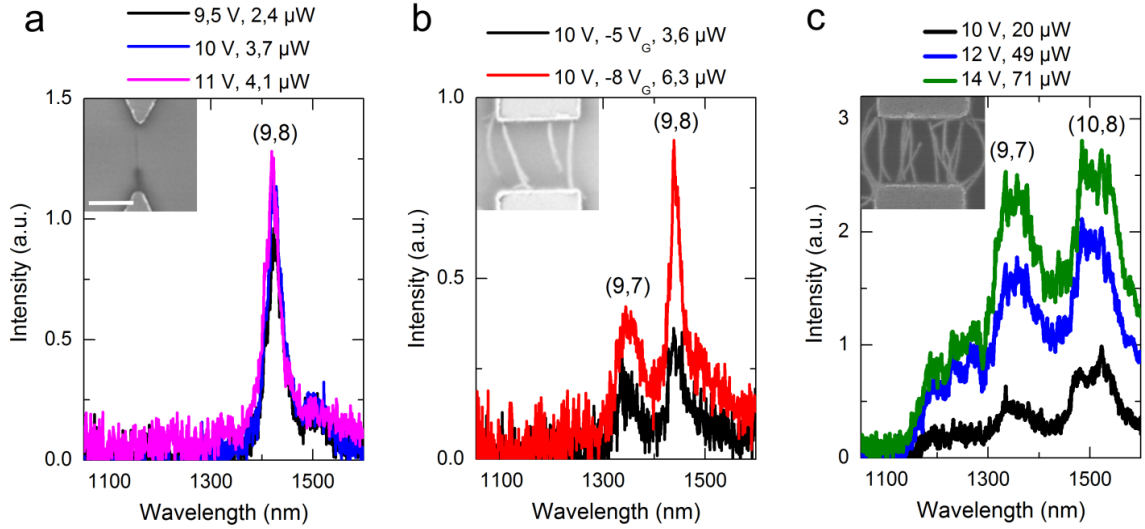 a
9,5 V, 2,4 μW
10 V, 3,7 μW
11 V, 4,1 μW
1.5
1.0
0.5
0.0
(9,8)
Intensity (a.u.)
1100 1300 1500
Wavelength (nm)
b
10 V, -5 V_G, 3,6 μW
10 V, -8 V_G, 6,3 μW
1.0
0.5
0.0
(9,7)
(9,8)
Intensity (a.u.)
1100 1300 1500
Wavelength (nm)
c
10 V, 20 μW
12 V, 49 μW
14 V, 71 μW
3
2
1
0
(9,7)
(10,8)
Intensity (a.u.)
1100 1300 1500
Wavelength (nm)